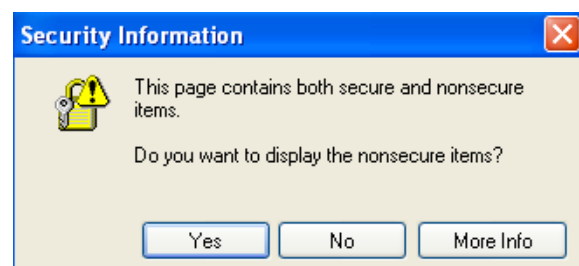 Security Information
This page contains both secure and nonsecure
items.
Do you want to display the nonsecure items?
Yes
No
More Info